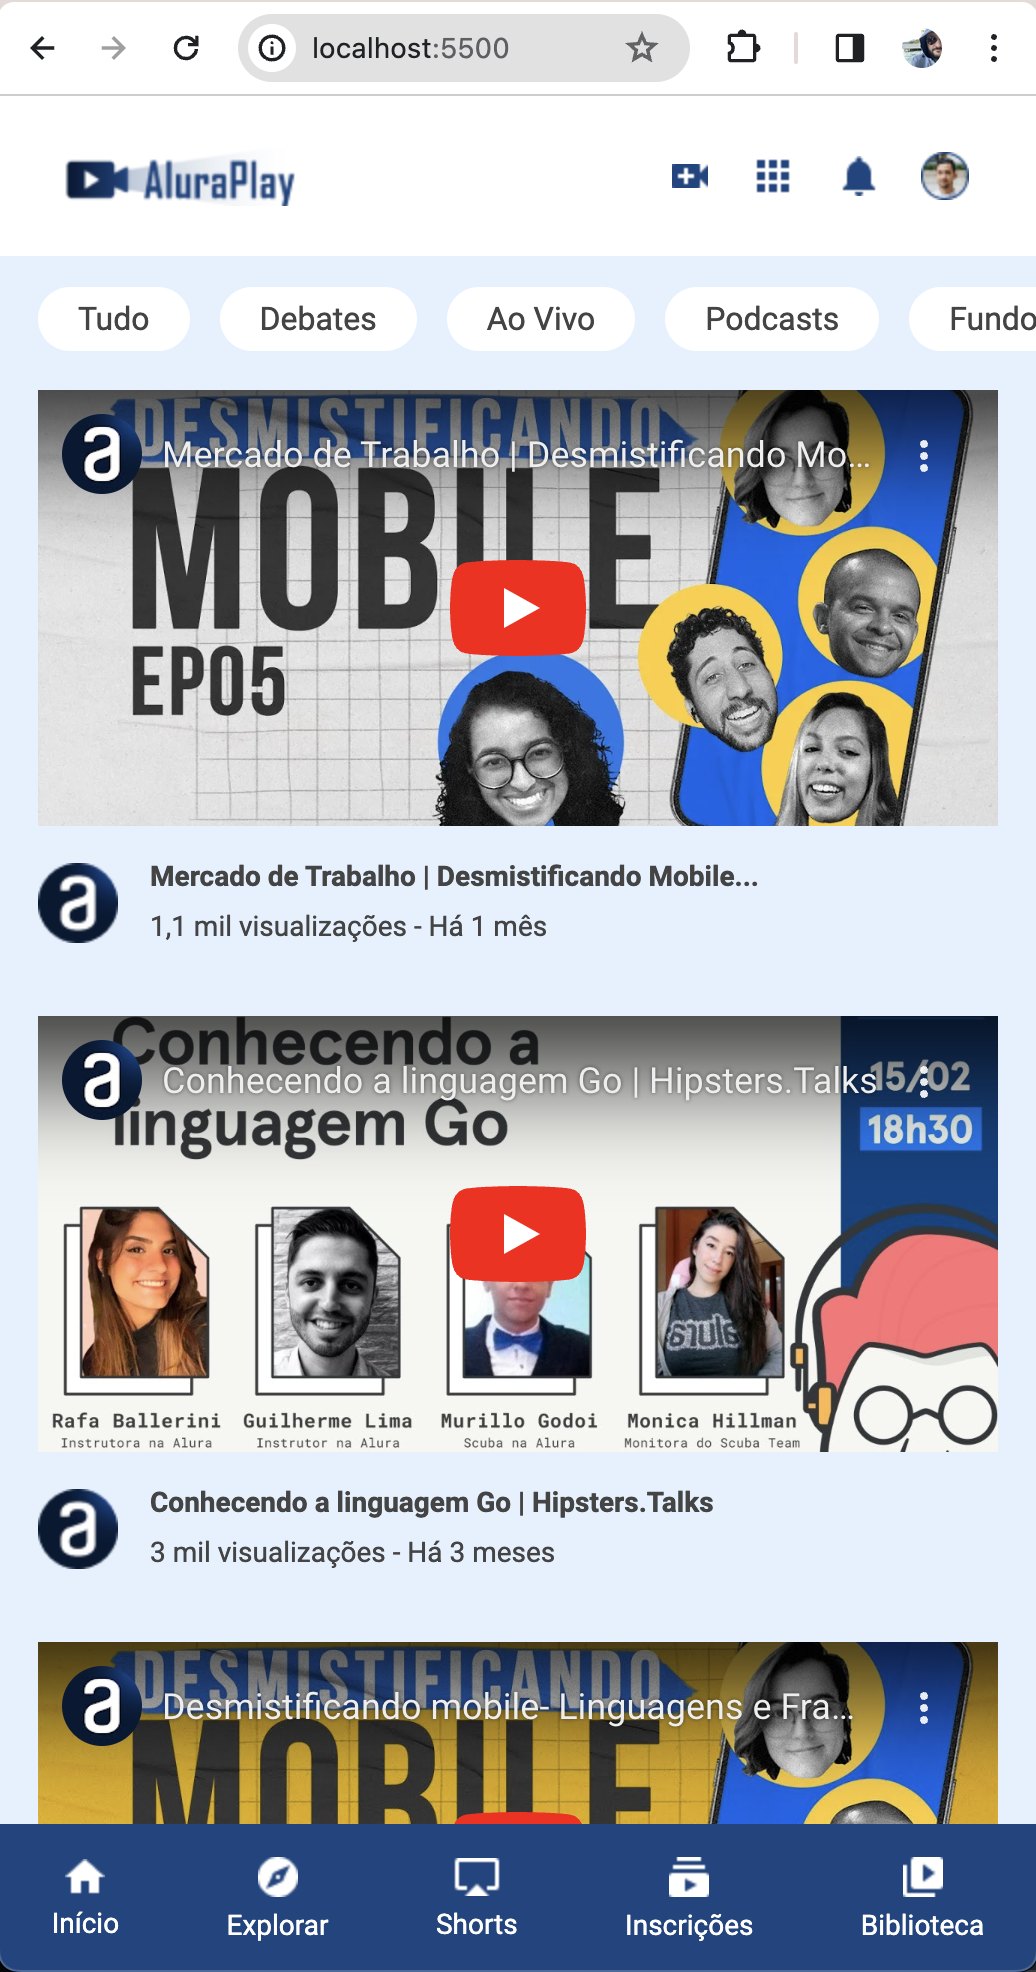 localhost:5500
AluraPlay
Tudo
Debates
Ao Vivo
Podcasts
Fundo
DESMISTIFICANDO
Mercado de Trabalho | Desmistificando Mo...
MOBILE
EP05
Mercado de Trabalho | Desmistificando Mobile...
1,1 mil visualizações - Há 1 mês
Conhecendo a
linguagem Go
Conhecendo a linguagem Go | Hipsters.Talks
15/02
18h30
Rafa Ballerini
Instrutora na Alura
Guilherme Lima
Instrutor na Alura
Murillo Godoi
Scuba na Alura
Monica Hillman
Monitora do Scuba Team
Conhecendo a linguagem Go | Hipsters.Talks
3 mil visualizações - Há 3 meses
DESMISTIFICANDO
Desmistificando mobile- Linguagens e Fra...
MOBILE
Início
Explorar
Shorts
Inscrições
Biblioteca